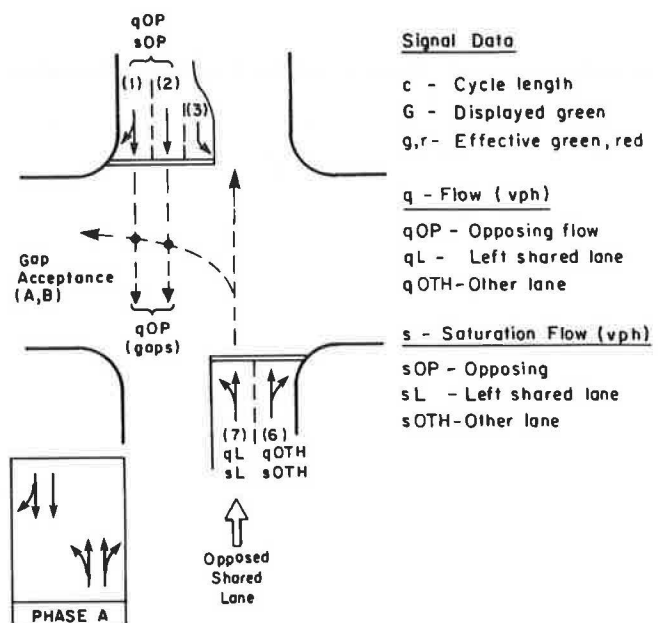 qOP
sOP
(1) (2)
(3)
Gap
Acceptance
(A,B)
qOP
(gaps)
(7) (6)
qL qOTH
sL sOTH
Opposed
Shared
Lane
PHASE A
Signal Data
c - Cycle length
G - Displayed green
g,r- Effective green, red
q - Flow (vph)
qOP - Opposing flow
qL - Left shared lane
qOTH-Other lane
s - Saturation Flow (vph)
sOP - Opposing
sL - Left shared lane
sOTH-Other lane